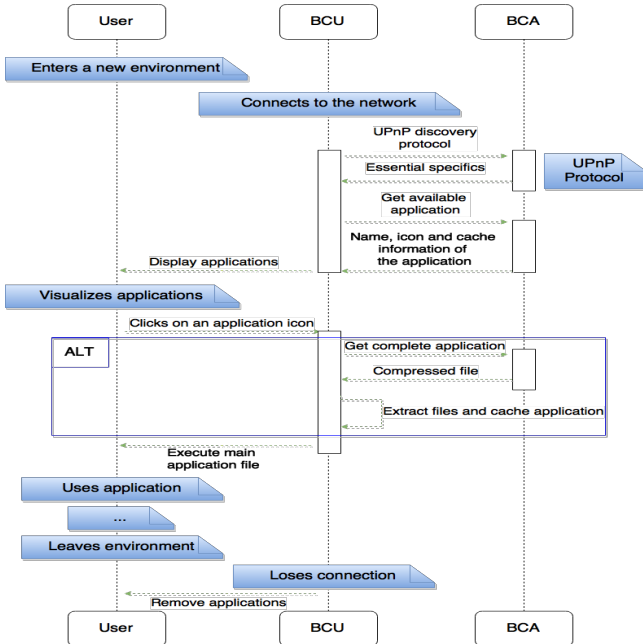 User
BCU
BCA
Enters a new environment
Connects to the network
UPnP discovery
protocol
Essential specifics
UPnP
Protocol
Get available
application
Name, icon and cache
information of
the application
Display applications
Visualizes applications
Clicks on an application icon
ALT
Get complete application
Compressed file
Extract files and cache application
Execute main
application file
Uses application
...
Leaves environment
Loses connection
Remove applications
User
BCU
BCA